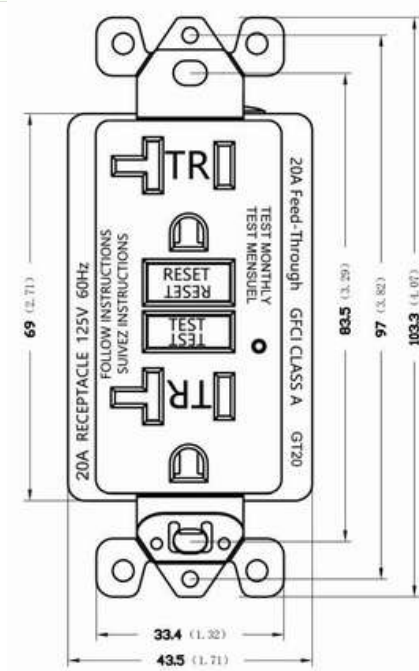 TR
RESET
RESET
TEST
TEST
TR
20A RECEPTACLE 125V 60Hz
FOLLOW INSTRUCTIONS
SUIVEZ INSTRUCTIONS
TEST MONTHLY
TEST MENSUEL
20A Feed-Through GFCI CLASS A GT20
69 (2.71)
83.5 (3.29)
97 (3.82)
103.3 (4.07)
33.4 (1.32)
43.5 (1.71)